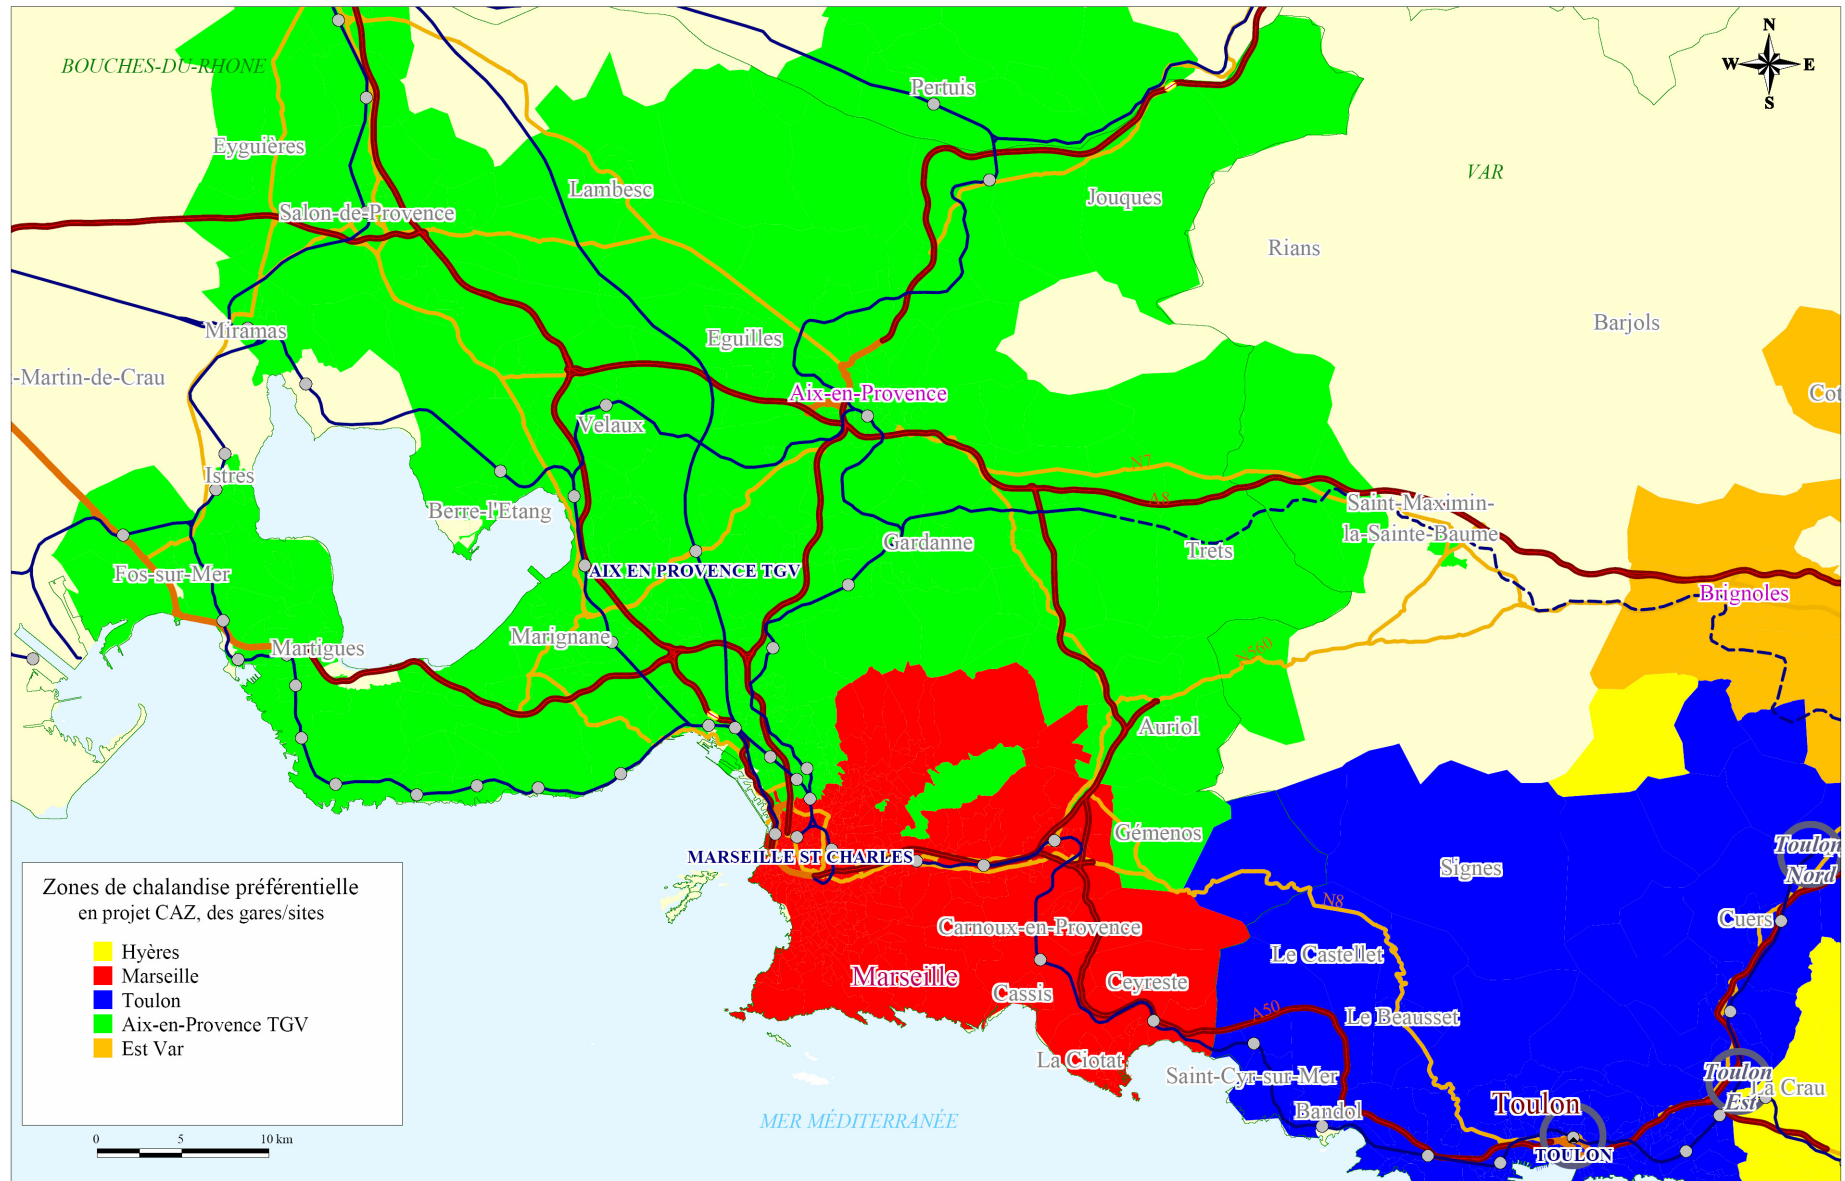 N
W E
S
BOUCHES-DU-RHONE
Pertuis
Eyguières
VAR
Lambesc
Jouques
Salon-de-Provence
Rians
Miramas
Eguilles
Barjols
-Martin-de-Crau
Aix-en-Provence
Cot
Velaux
N7
Istres
A8
Saint-Maximin-
la-Sainte-Baume
Berre-l'Etang
Gardanne
Trets
Fos-sur-Mer
AIX EN PROVENCE TGV
Brignoles
Marignane
Martigues
N560
Auriol
Gémenos
Toulon
Nord
MARSEILLE ST CHARLES
Signes
Zones de chalandise préférentielle
en projet CAZ, des gares/sites
Hyères
Marseille
Toulon
Aix-en-Provence TGV
Est Var
0 5 10 km
N8
Cuers
Carnoux-en-Provence
Le Castellet
Marseille
Ceyreste
Cassis
A50
Le Beausset
La Ciotat
Saint-Cyr-sur-Mer
Toulon
Est
La Crau
Bandol
Toulon
MER MÉDITERRANÉE
TOULON